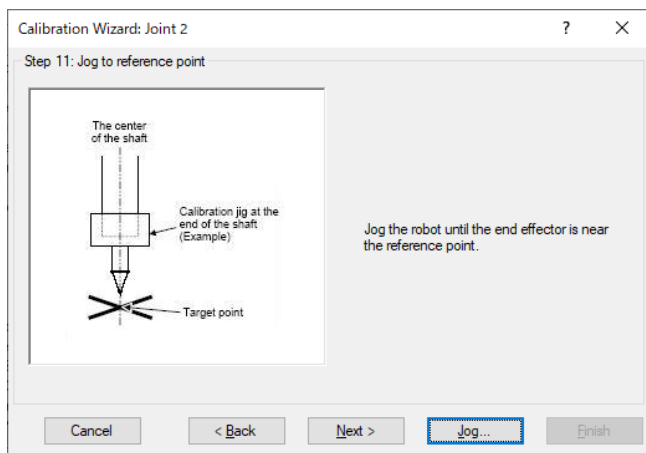 Calibration Wizard: Joint 2
?
Step 11: Jog to reference point
The center
of the shaft
Calibration jig at the
end of the shaft
(Example)
Target point
Jog the robot until the end effector is near
the reference point.
Cancel
< Back
Next >
Jog...
Finish